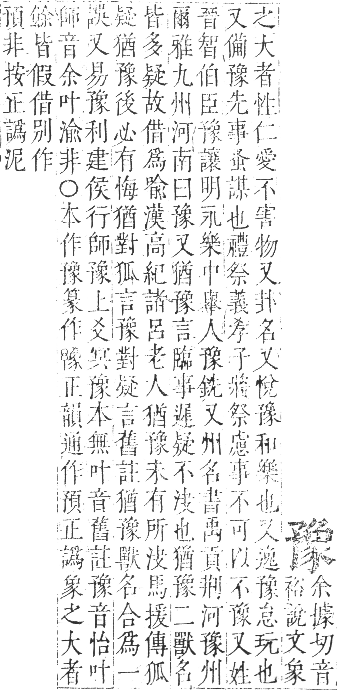 豫
余據切音
裕說文象
之大者性仁愛不害物又卦名又悅豫和樂也又逸豫怠玩也
又備豫先事蚤謀也禮祭義孝子將祭慮事不可以不豫又姓
晉智伯臣豫讓明永樂中舉人豫銑又州名書禹貢荆河豫州
爾雅九州河南曰豫又猶豫言臨事遲疑不決也猶豫二獸名
皆多疑故借爲喻漢高紀諸呂老人猶豫未有所決馬援傳狐
疑猶豫後必有悔猶對狐言豫對疑言舊註猶豫獸名合爲一
誤又易豫利建侯行師豫上爻冥豫本無叶音舊註豫音怡叶
師音余叶渝非○本作豫篆作豫正韻通作預正譌象之大者
餘皆假借別作
預非按正譌泥